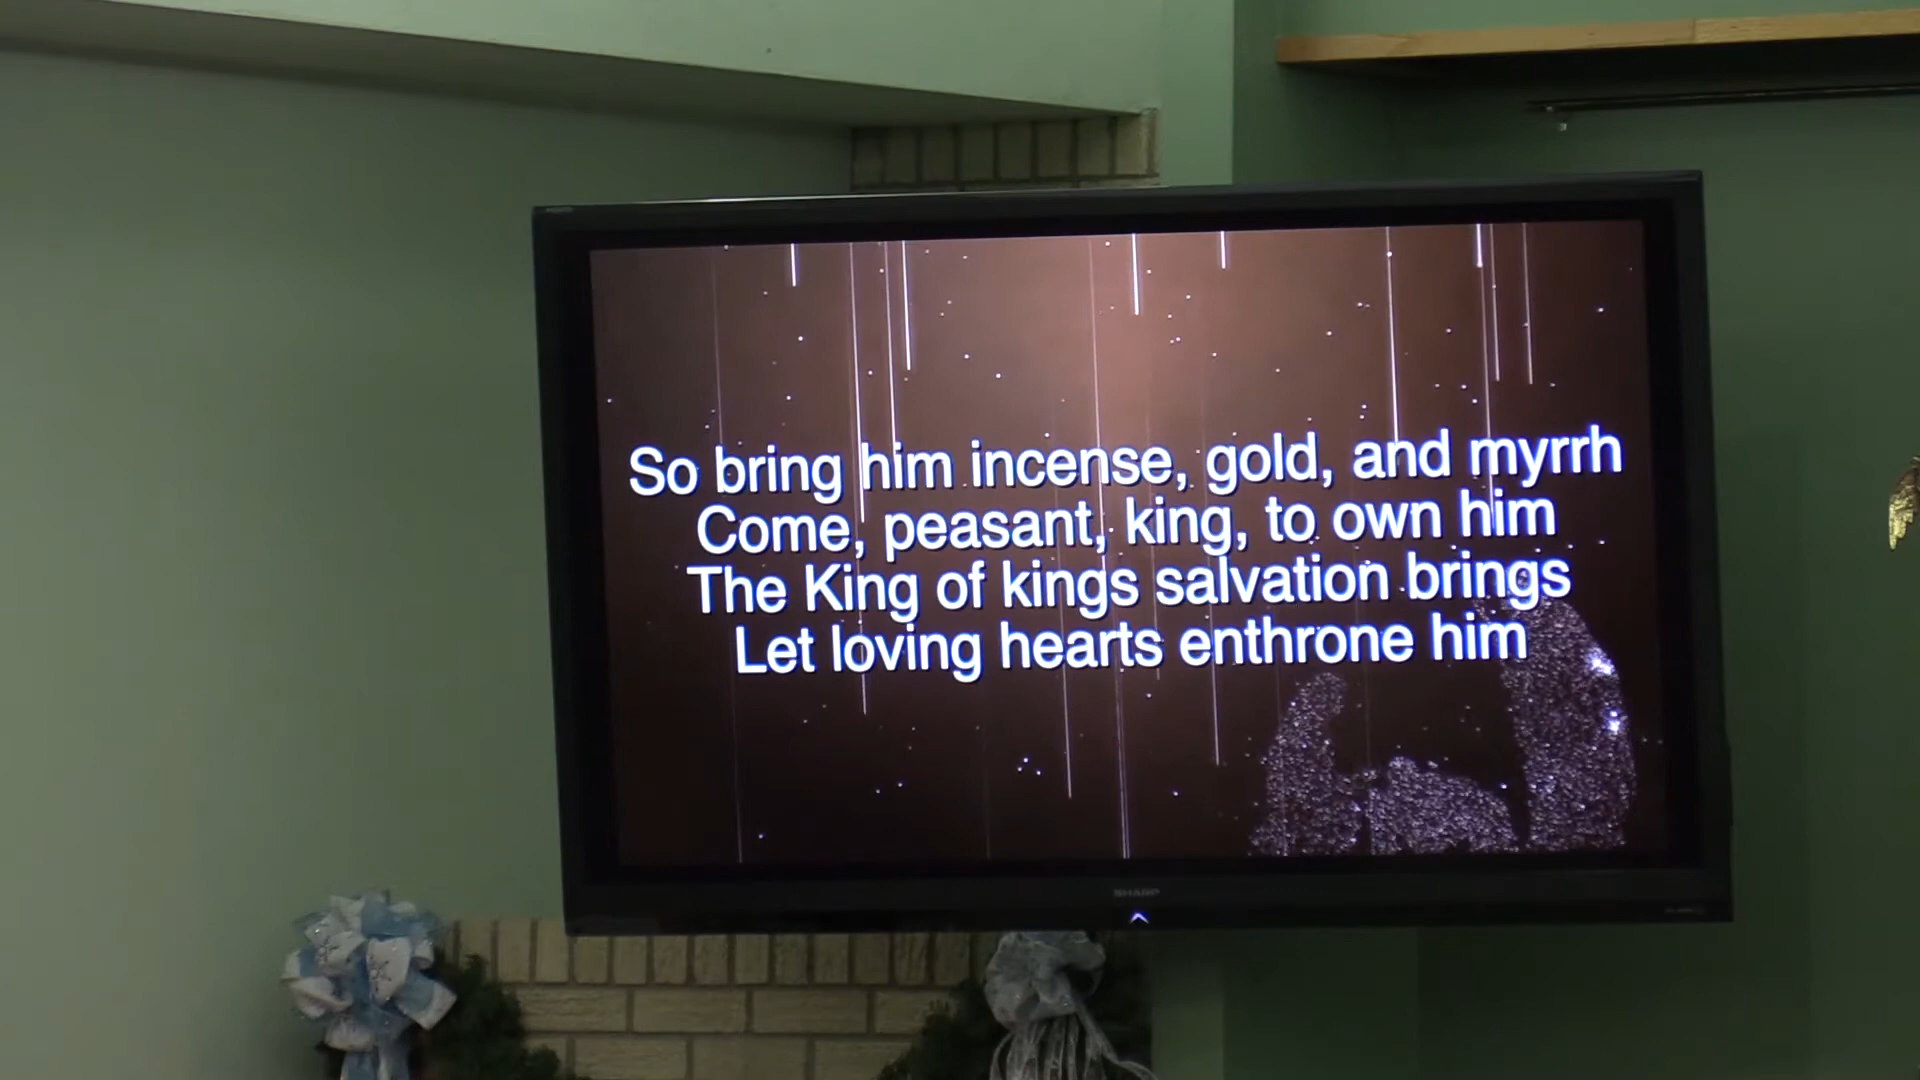 So bring him incense, gold, and myrrh
Come, peasant, king, to own him
The King of kings salvation brings
Let loving hearts enthrone him
SHARP